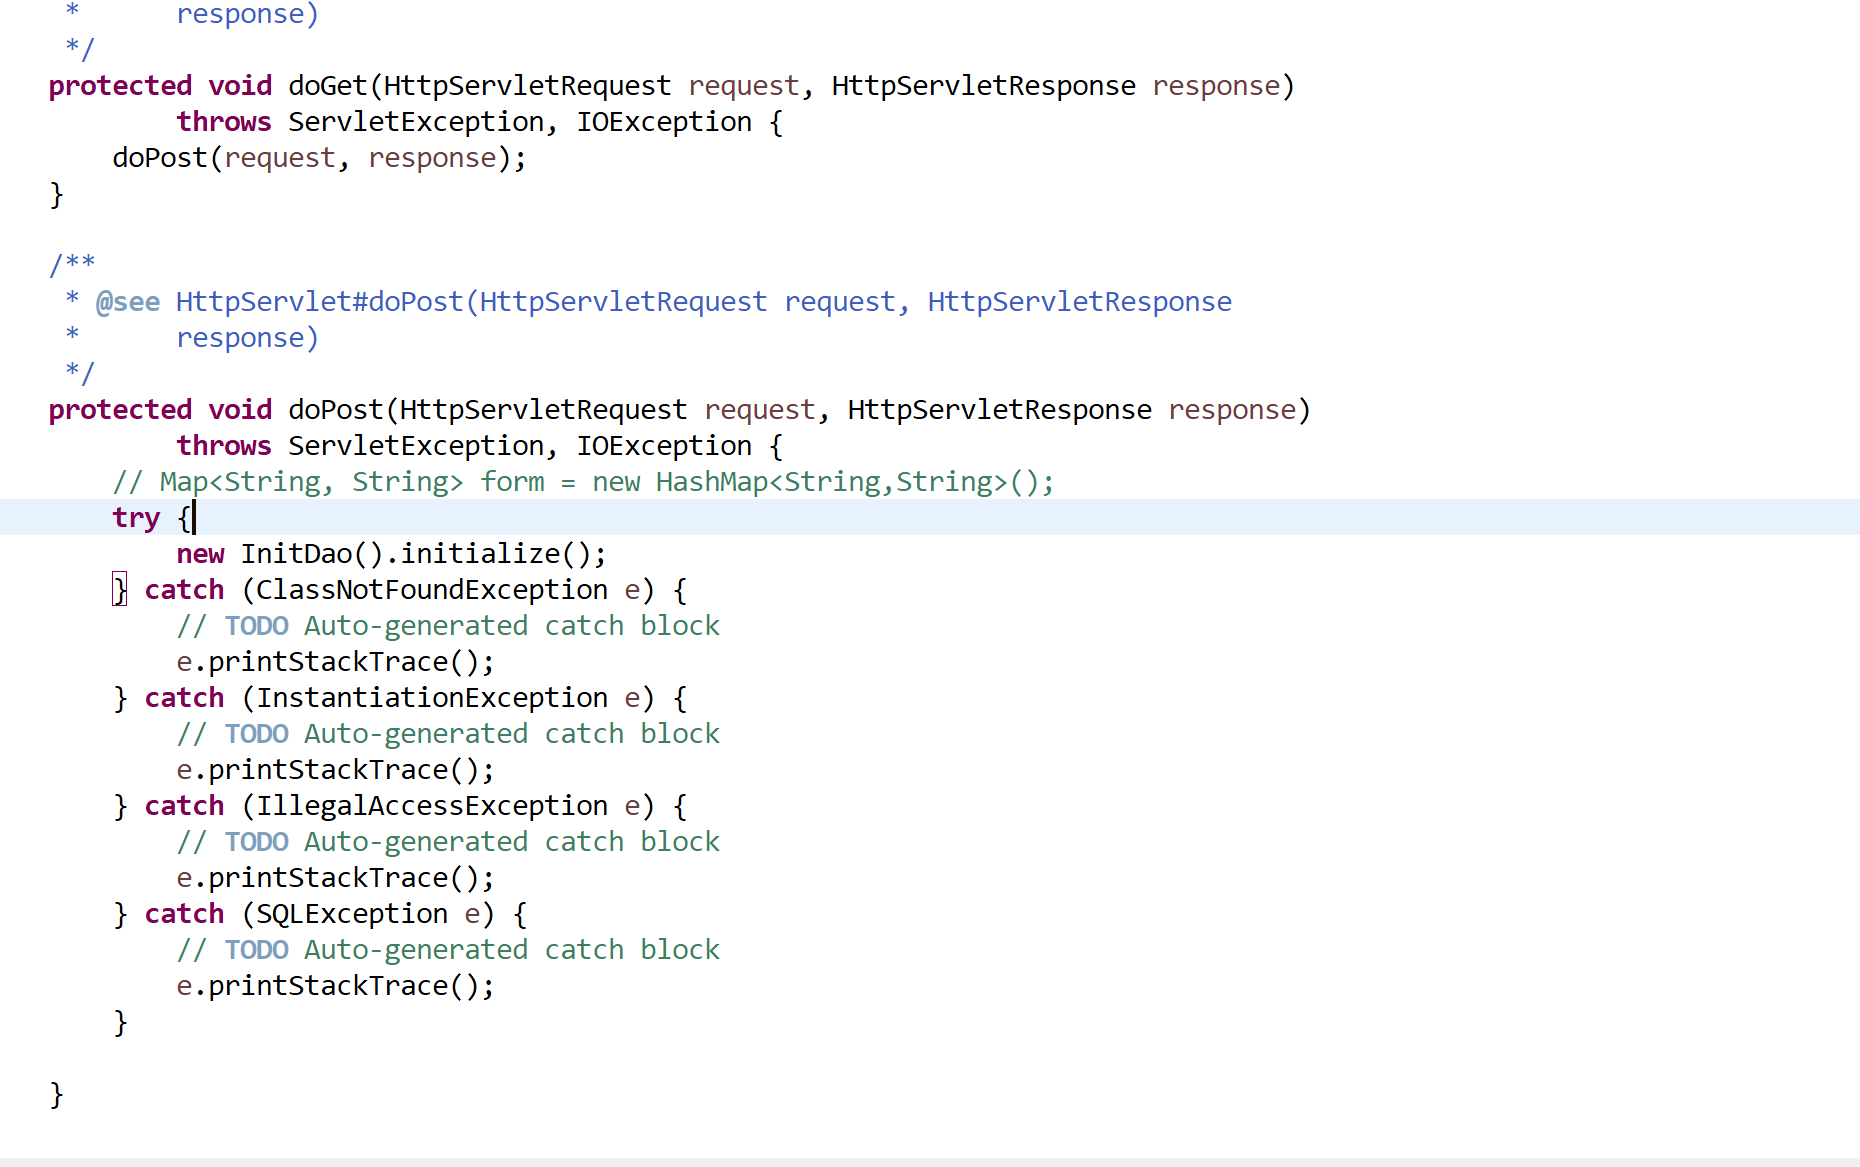 *      response)
 */
protected void doGet(HttpServletRequest request, HttpServletResponse response)
        throws ServletException, IOException {
    doPost(request, response);
}

/**
 * @see HttpServlet#doPost(HttpServletRequest request, HttpServletResponse
 *      response)
 */
protected void doPost(HttpServletRequest request, HttpServletResponse response)
        throws ServletException, IOException {
    // Map<String, String> form = new HashMap<String,String>();
    try {
        new InitDao().initialize();
    } catch (ClassNotFoundException e) {
        // TODO Auto-generated catch block
        e.printStackTrace();
    } catch (InstantiationException e) {
        // TODO Auto-generated catch block
        e.printStackTrace();
    } catch (IllegalAccessException e) {
        // TODO Auto-generated catch block
        e.printStackTrace();
    } catch (SQLException e) {
        // TODO Auto-generated catch block
        e.printStackTrace();
    }

}